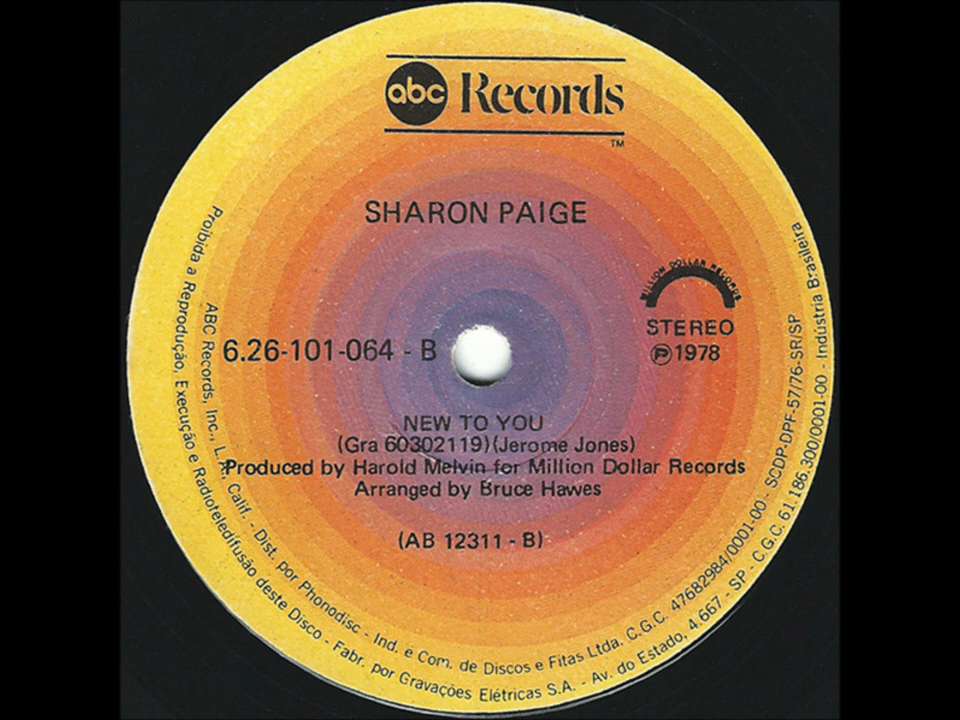 abc Records
TM
SHARON PAIGE
MILLION DOLLAR RECORDS
STEREO
6.26-101-064 - B
Ⓟ 1978
NEW TO YOU
(Gra 60302119) (Jerome Jones)
Produced by Harold Melvin for Million Dollar Records
Arranged by Bruce Hawes
(AB 12311 - B)
ABC Records, Inc., L.A., Calif. - Dist. por Phonodisc - Ind. e Com. de Discos e Fitas Ltda. C.G.C. 47682984/0001-00 - SCDP-DPF-57/76-SR/SP
Proibida a Reprodução, Execução e Radioteledifusão deste Disco - Fabr. por Gravações Elétricas S.A. - Av. do Estado, 4.667 - SP - C.G.C. 61.186.300/0001-00 - Indústria Brasileira